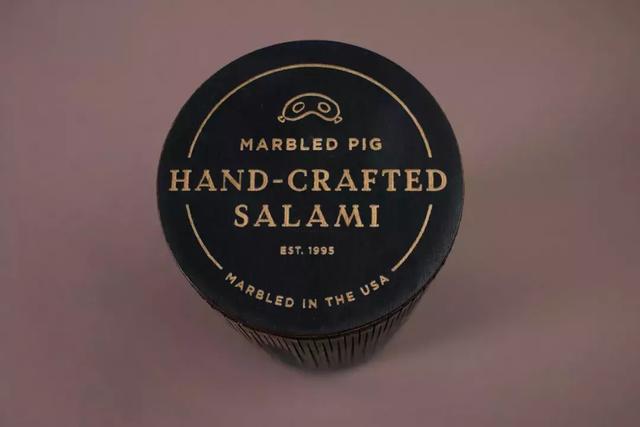 MARBLED PIG
HAND-CRAFTED
SALAMI
EST. 1995
MARBLED IN THE USA